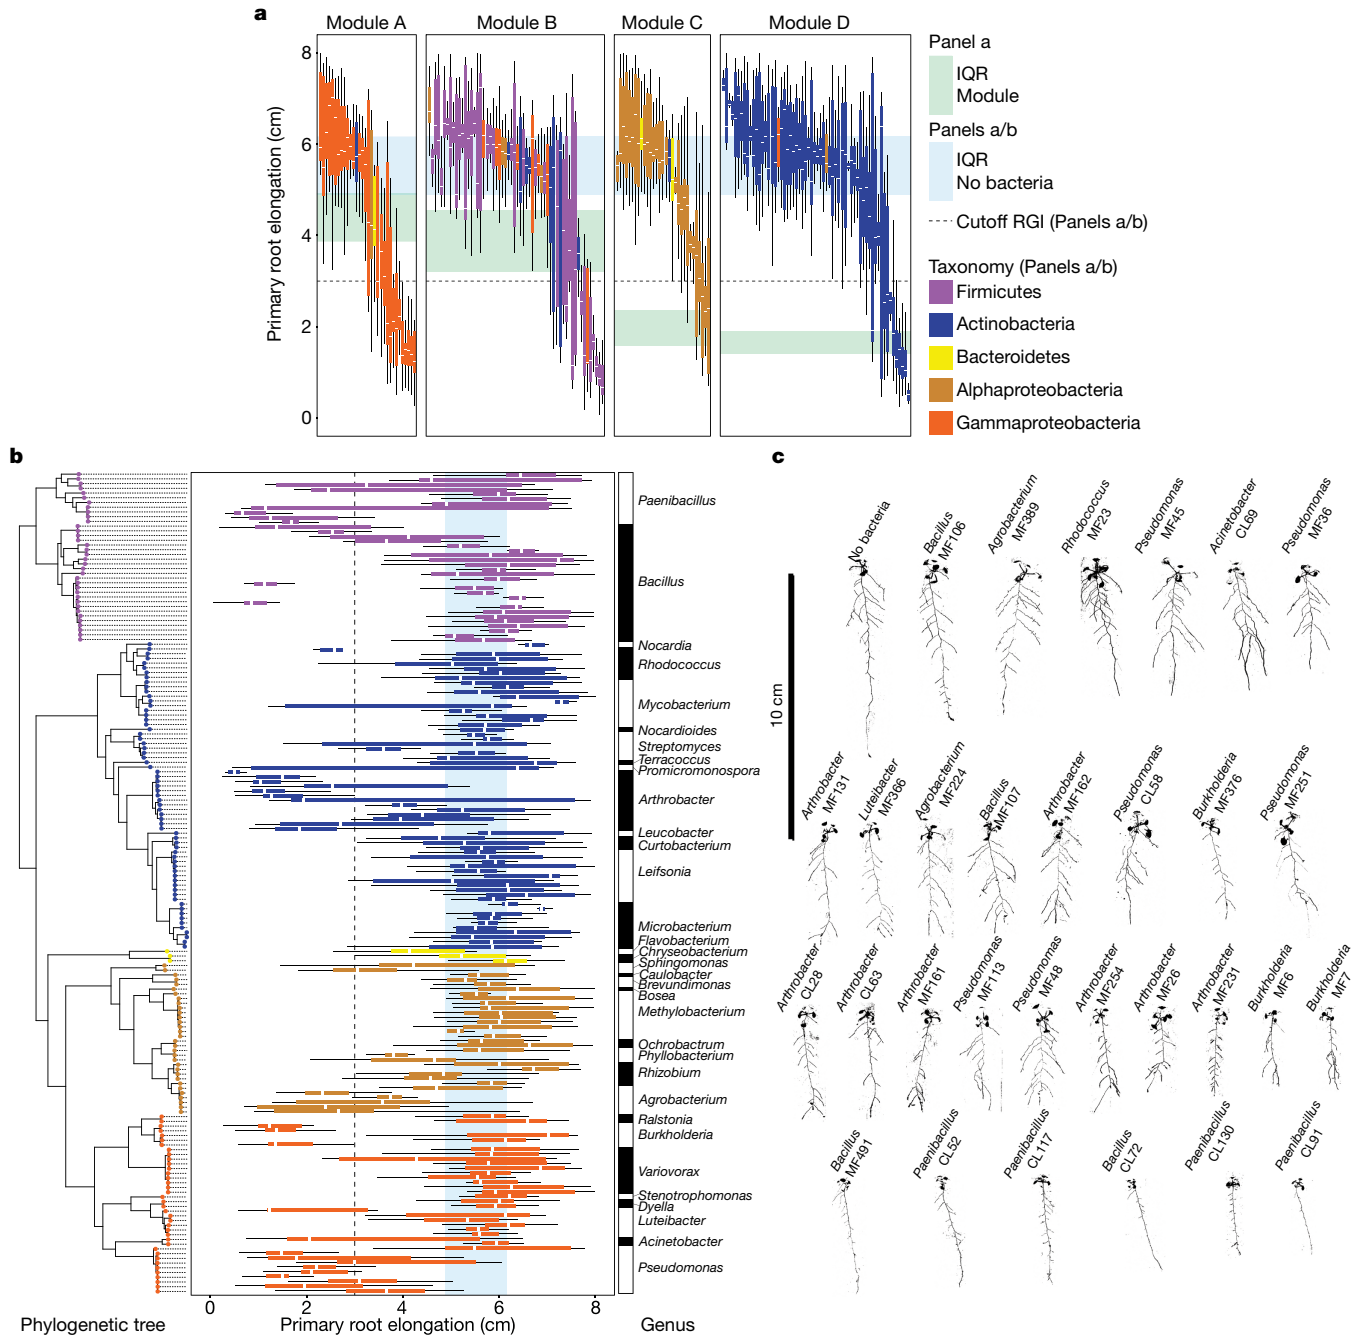 a
Module A
Module B
Module C
Module D
Primary root elongation (cm)
8
6
4
2
0
Panel a
IQR
Module
Panels a/b
IQR
No bacteria
Cutoff RGI (Panels a/b)
Taxonomy (Panels a/b)
Firmicutes
Actinobacteria
Bacteroidetes
Alphaproteobacteria
Gammaproteobacteria
b
Paenibacillus
Bacillus
Nocardia
Rhodococcus
Mycobacterium
Nocardioides
Streptomyces
Terracoccus
Promicromonospora
Arthrobacter
Leucobacter
Curtobacterium
Leifsonia
Microbacterium
Flavobacterium
Chryseobacterium
Sphingomonas
Caulobacter
Brevundimonas
Bosea
Methylobacterium
Ochrobactrum
Phyllobacterium
Rhizobium
Agrobacterium
Ralstonia
Burkholderia
Variovorax
Stenotrophomonas
Dyella
Luteibacter
Acinetobacter
Pseudomonas
0
2
4
6
8
Phylogenetic tree
Primary root elongation (cm)
Genus
c
10 cm
No bacteria
Bacillus
MF106
Agrobacterium
MF389
Rhodococcus
MF23
Pseudomonas
MF45
Acinetobacter
CL69
Pseudomonas
MF36
Arthrobacter
MF131
Luteibacter
MF366
Agrobacterium
MF224
Bacillus
MF107
Arthrobacter
MF162
Pseudomonas
CL58
Burkholderia
MF376
Pseudomonas
MF251
Arthrobacter
CL28
Arthrobacter
CL63
Arthrobacter
MF161
Pseudomonas
MF113
Pseudonomas
MF48
Arthrobacter
MF254
Arthrobacter
MF26
Arthrobacter
MF231
Burkholderia
MF6
Burkholderia
MF7
Bacillus
MF491
Paenibacillus
CL52
Paenibacillus
CL117
Bacillus
CL72
Paenibacillus
CL130
Paenibacillus
CL91